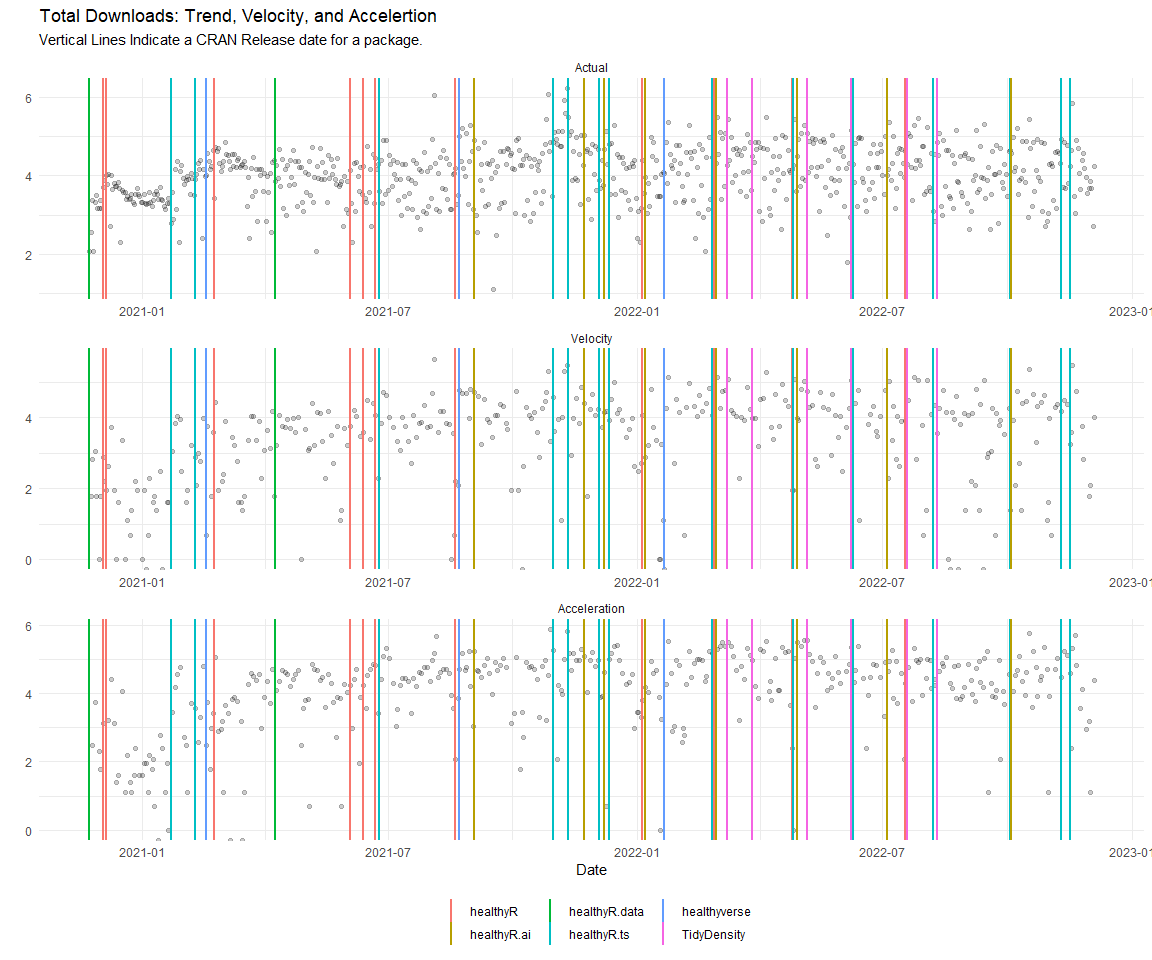 Total Downloads: Trend, Velocity, and Accelertion
Vertical Lines Indicate a CRAN Release date for a package.
Actual
6
4
2
2021-01 2021-07 2022-01 2022-07 2023-01
Velocity
4
2
0
2021-01 2021-07 2022-01 2022-07 2023-01
Acceleration
6
4
2
0
2021-01 2021-07 2022-01 2022-07 2023-01
Date
healthyR healthyR.data healthyverse
healthyR.ai healthyR.ts TidyDensity